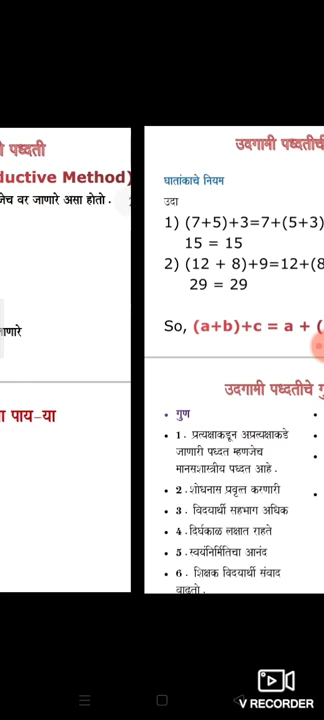 पध्दती
ductive Method)
वर जाणारे असा होतो .
पाय-या
उदगामी पध्दतीची
घातांकाचे नियम
उदा
1) (7+5)+3=7+(5+3)
15 = 15
2) (12 + 8)+9=12+(8
29 = 29
So, (a+b)+c = a + (
उदगामी पध्दतीचे
• गुण
• 1 . प्रत्यक्षाकडून अप्रत्यक्षाकडे
जाणारी पध्दत म्हणजेच
मानसशास्त्रीय पध्दत आहे .
• 2 . शोधनास प्रवृत्त करणारी
• 3 . विदयार्थी सहभाग अधिक
• 4 . दिर्घकाळ लक्षात राहते
• 5 . स्वयंनिर्मितिचा आनंद
• 6 . शिक्षक विदयार्थी संवाद
वाढतो .
V RECORDER